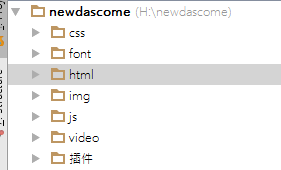 newdascome (H:\newdascome)
css
font
html
img
js
video
插件